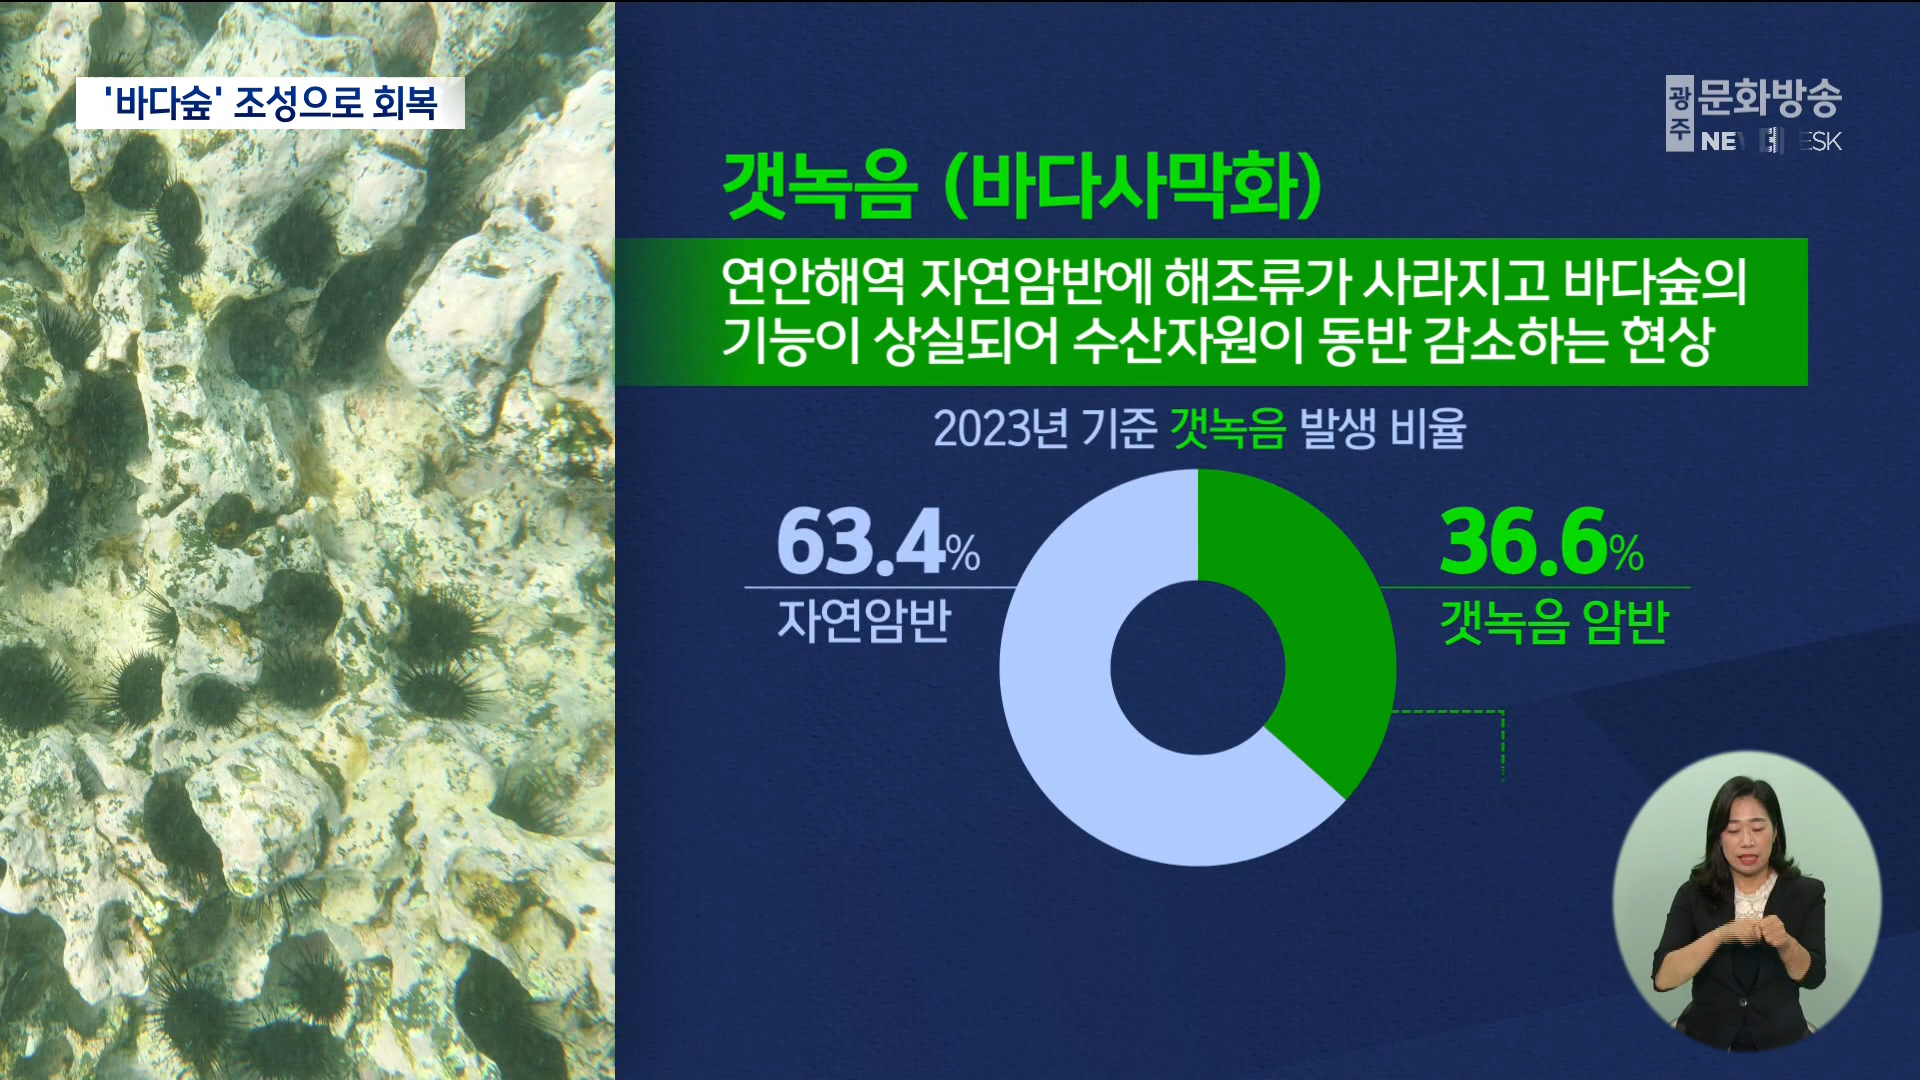 '바다숲' 조성으로 회복
광주 문화방송
갯녹음 (바다사막화)
연안해역 자연암반에 해조류가 사라지고 바다숲의
기능이 상실되어 수산자원이 동반 감소하는 현상
2023년 기준 갯녹음 발생 비율
63.4%
자연암반
36.6%
갯녹음 암반